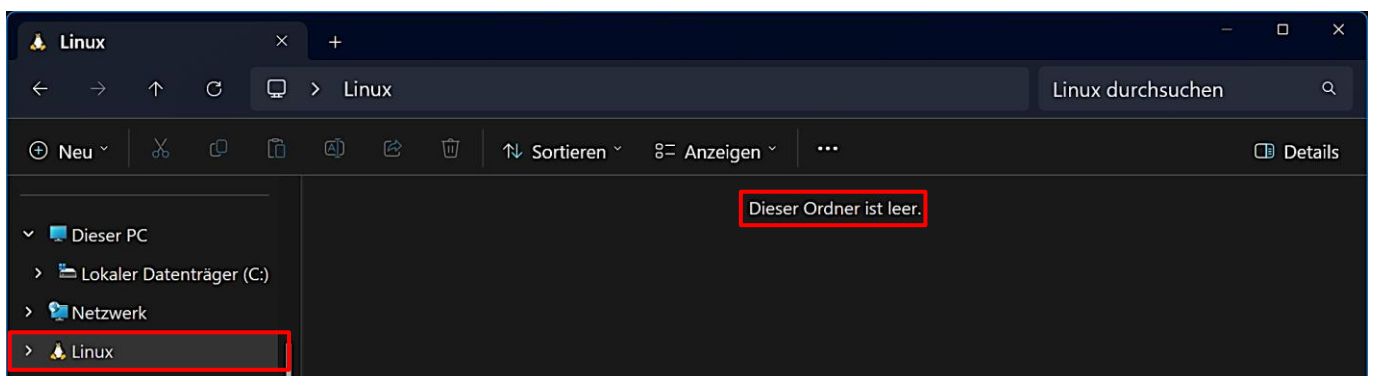 Linux
Linux
Linux durchsuchen
Neu
Sortieren
Anzeigen
Details
Dieser Ordner ist leer.
Dieser PC
Lokaler Datenträger (C:)
Netzwerk
Linux